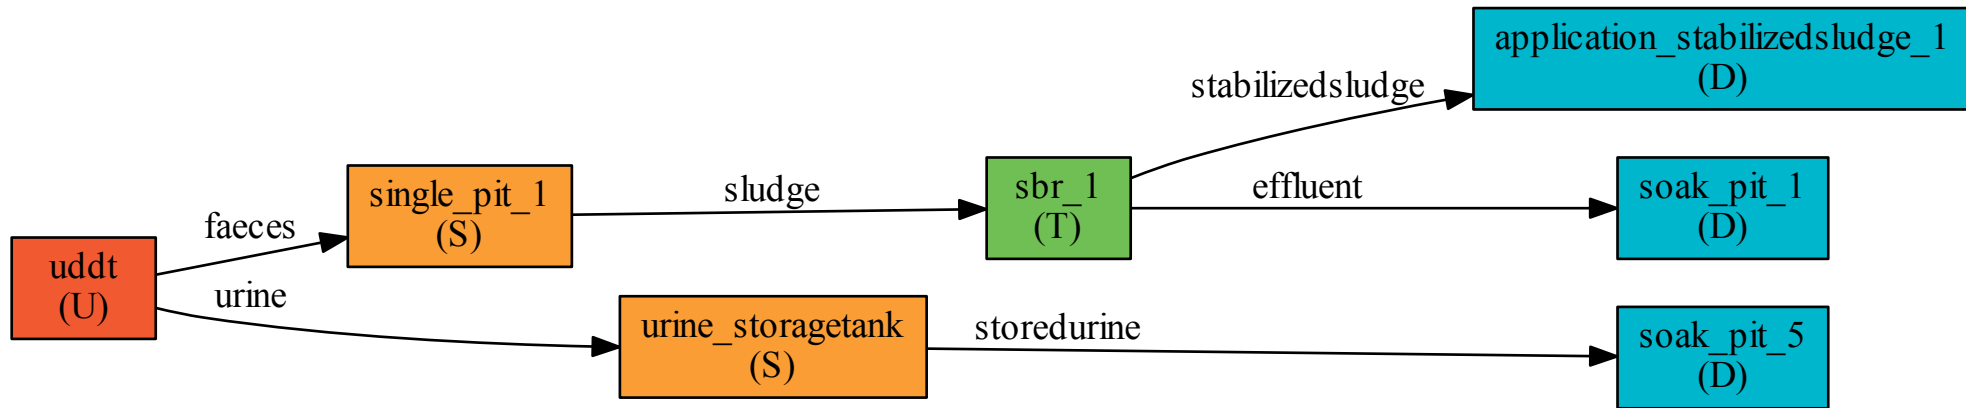 application_stabilizedsludge_1
(D)
stabilizedsludge
single_pit_1
(S)
sludge
sbr_1
(T)
effluent
soak_pit_1
(D)
faeces
uddt
(U)
urine
urine_storagetank
(S)
storedurine
soak_pit_5
(D)